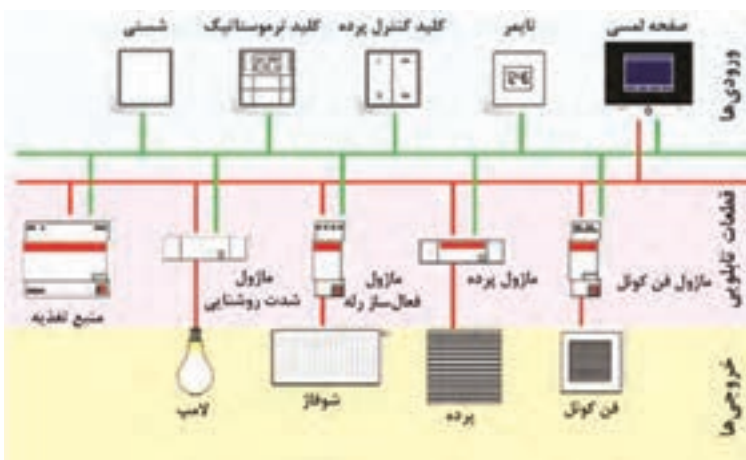 صفحه لمسی
تایمر
کلید کنترل پرده
کلید ترموستاتیک
شستی
ورودی‌ها
قطعات تابلویی
ماژول فن کوئل
ماژول پرده
ماژول
فعال‌ساز رله
ماژول
شدت روشنایی
منبع تغذیه
خروجی‌ها
فن کوئل
پرده
شوفاژ
لامپ